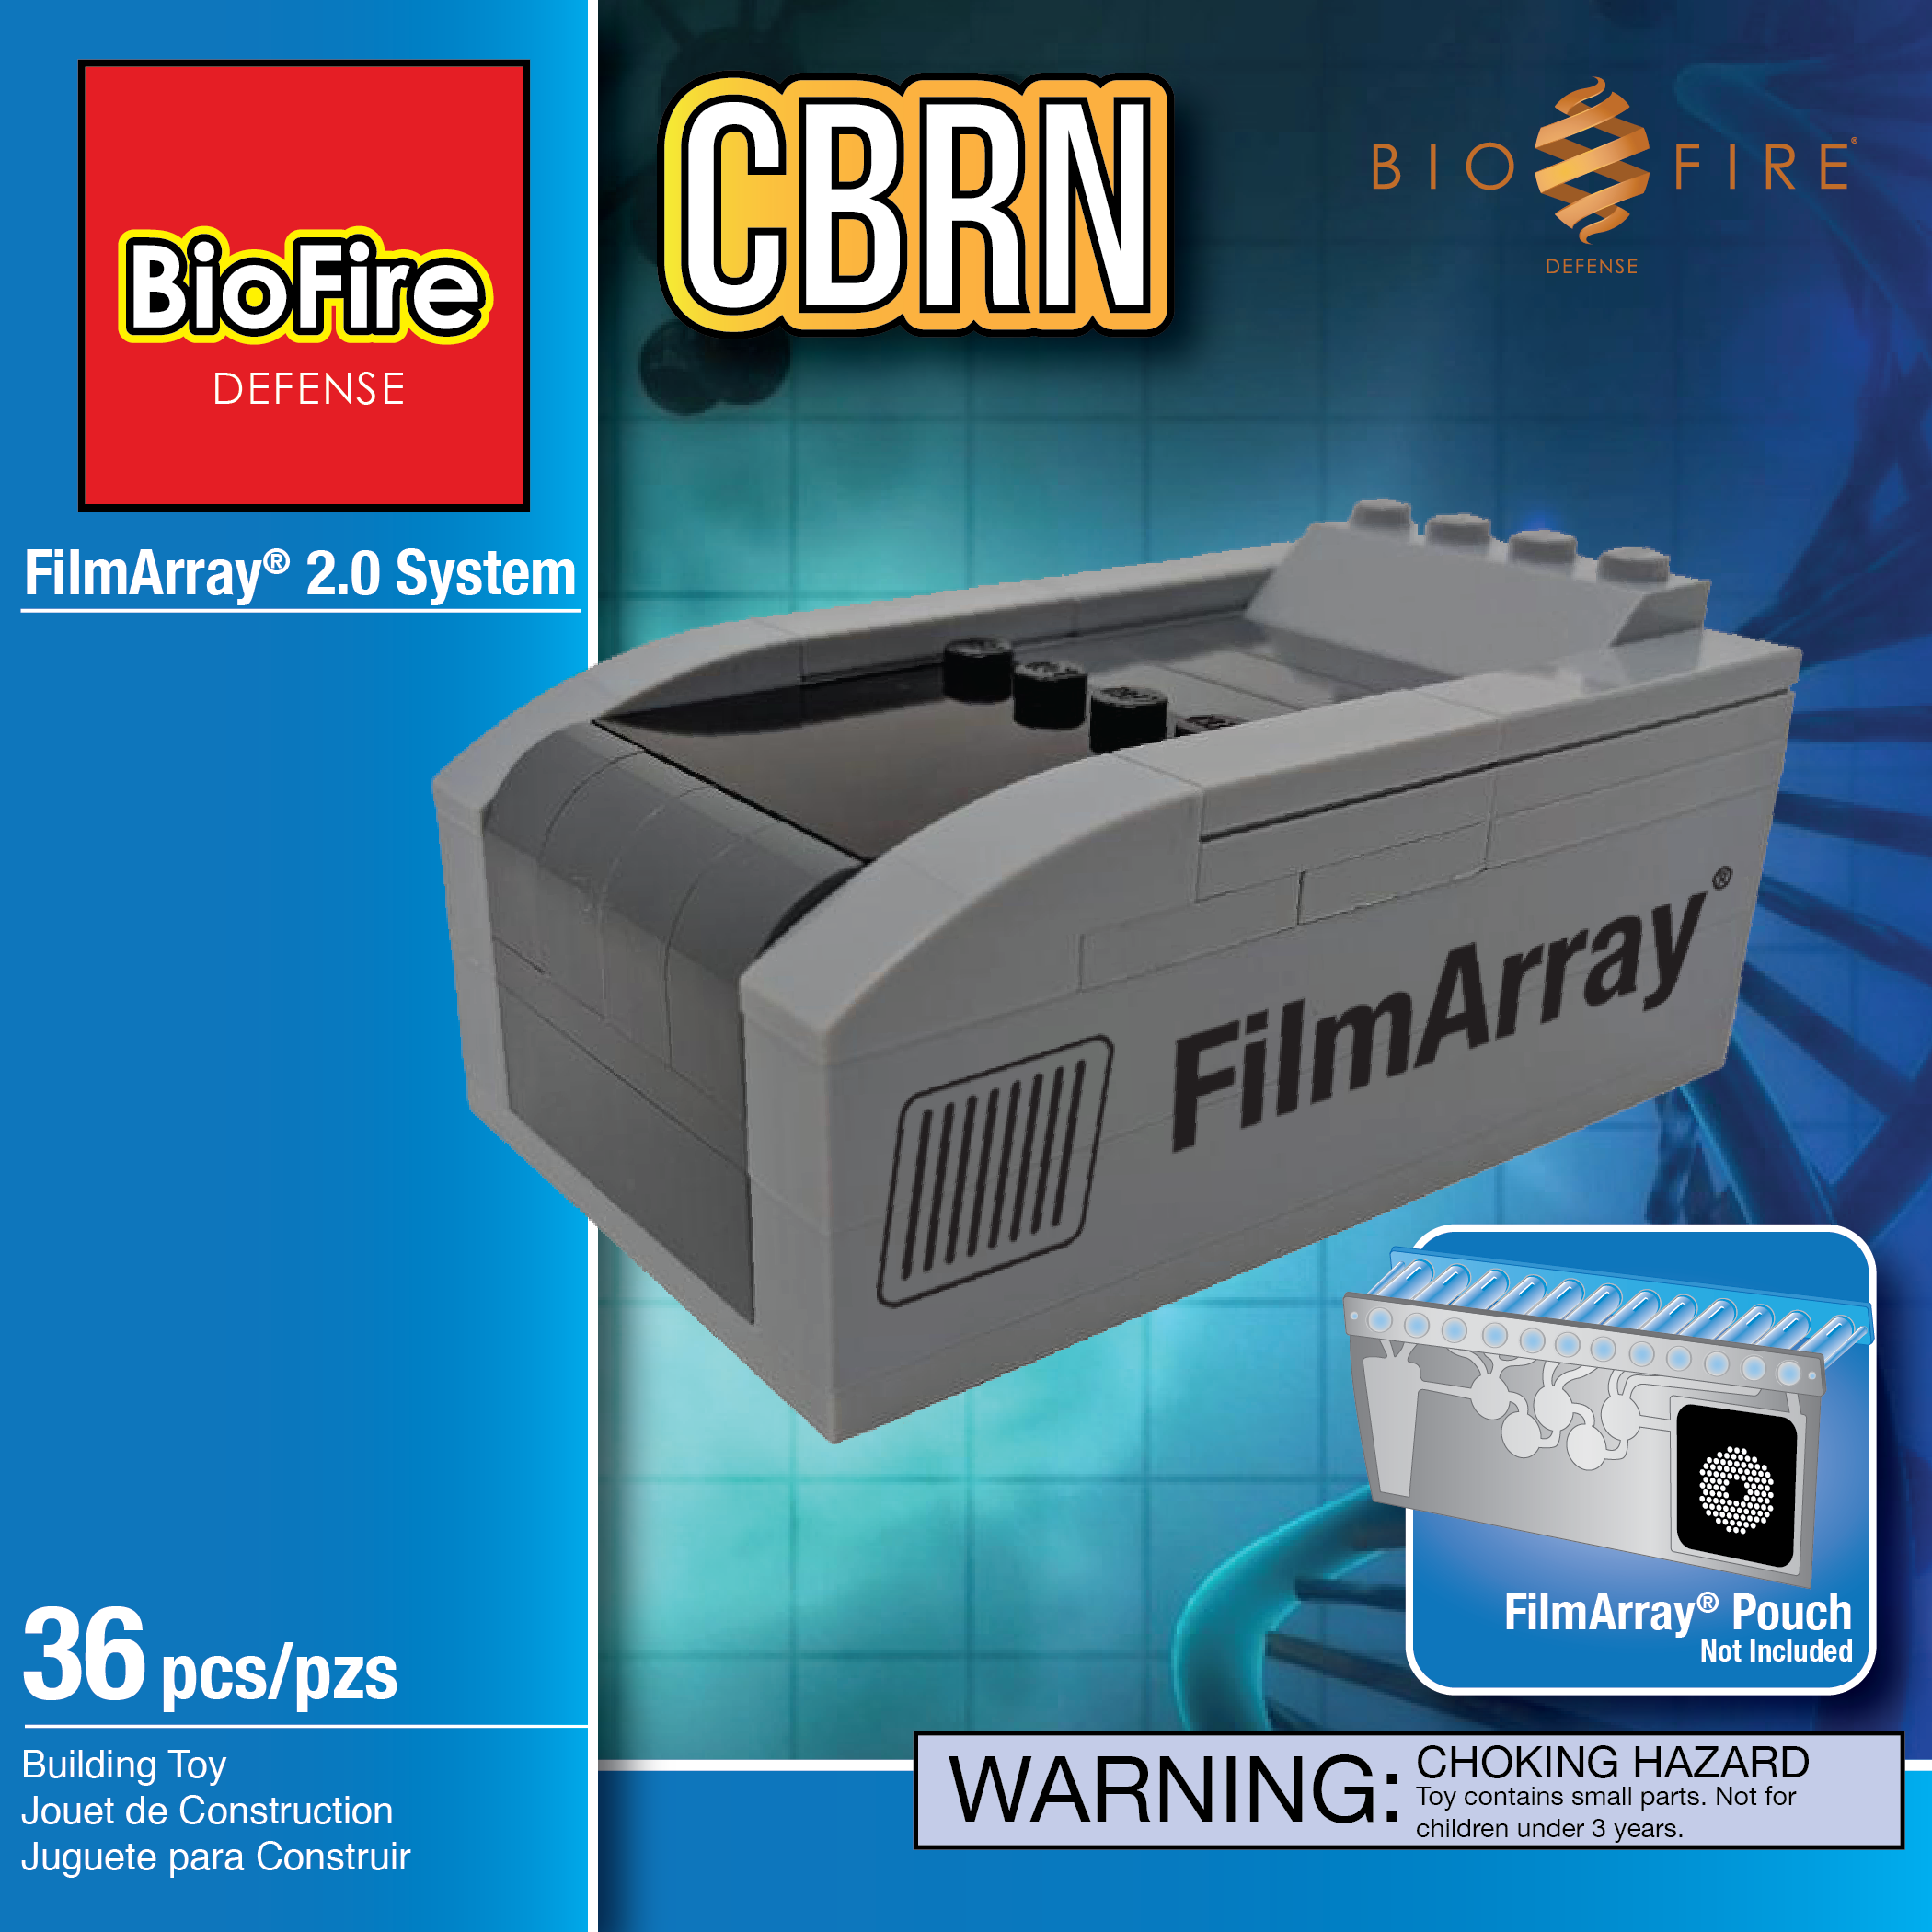 BioFire
DEFENSE
FilmArray® 2.0 System
CBRN
BIO FIRE®
DEFENSE
FilmArray®
FilmArray® Pouch
Not Included
36 pcs/pzs
Building Toy
Jouet de Construction
Juguete para Construir
WARNING: CHOKING HAZARD
Toy contains small parts. Not for
children under 3 years.